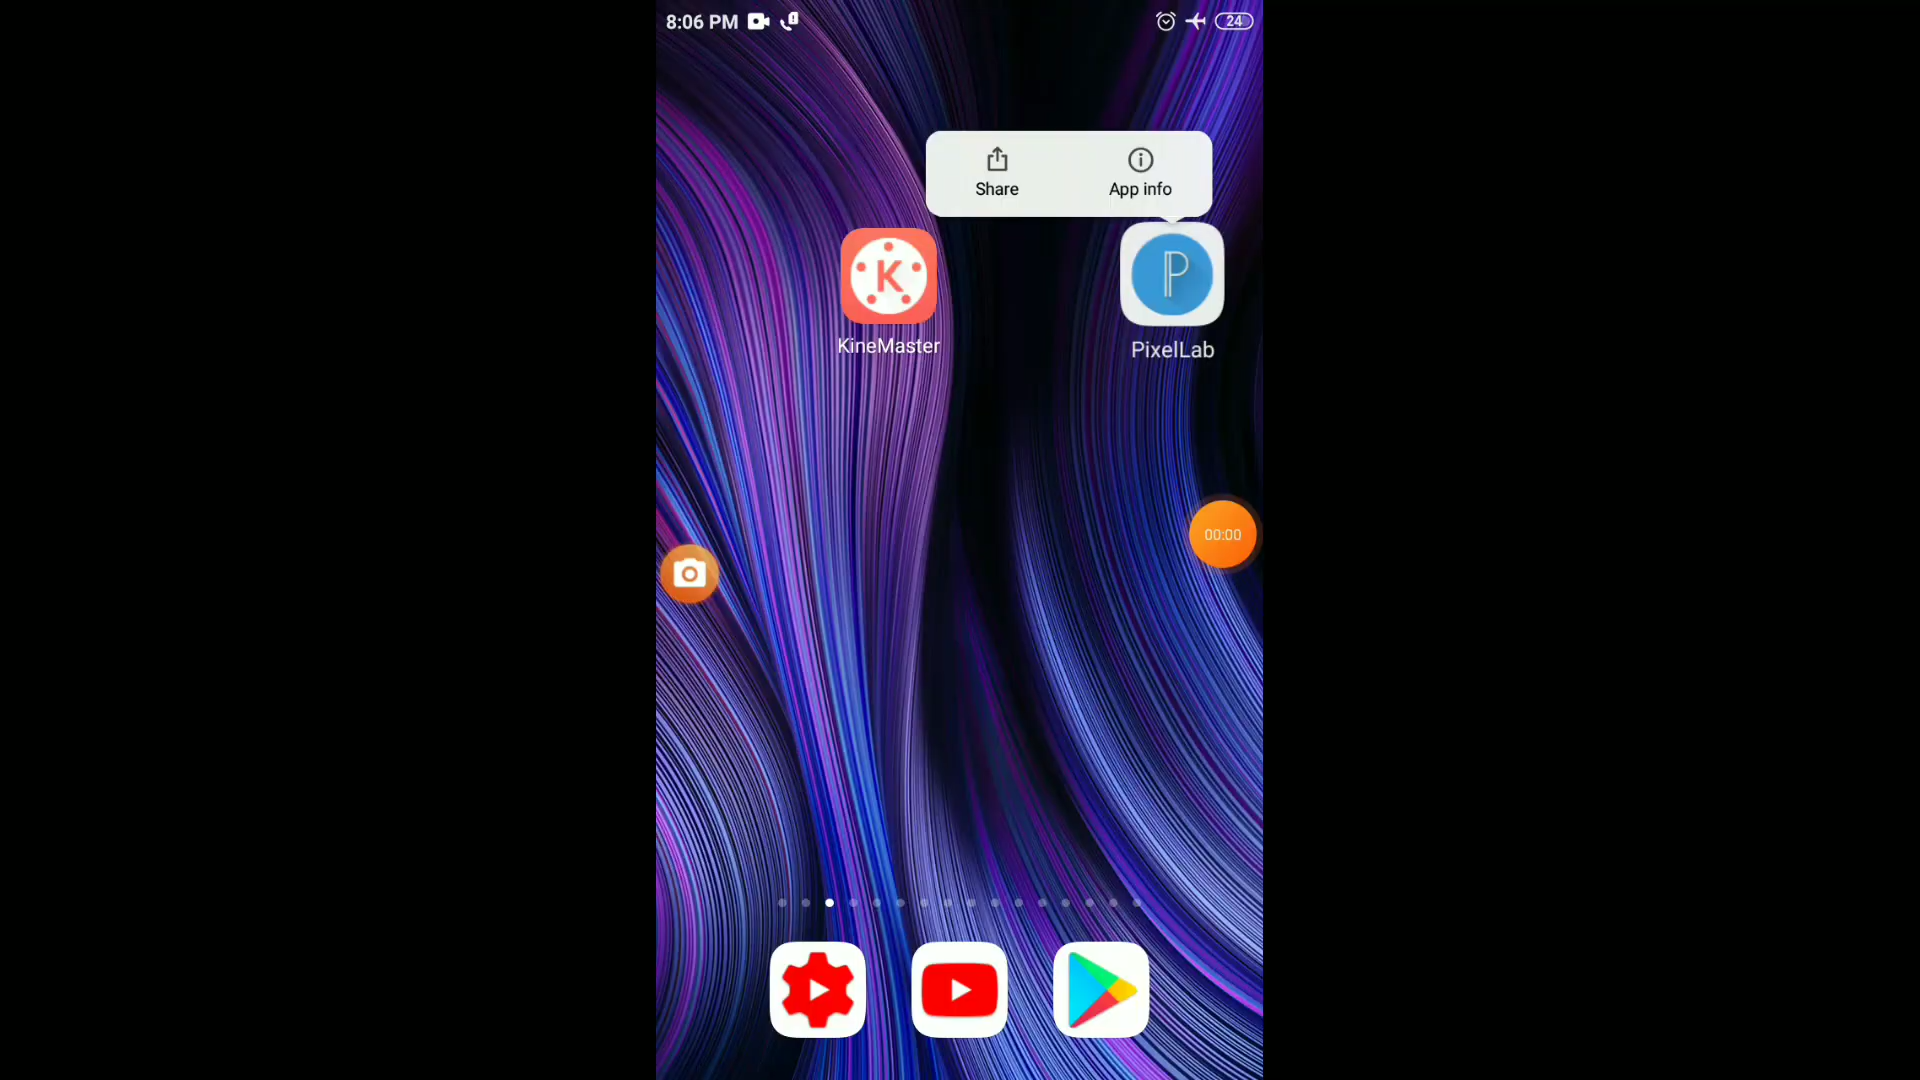 8:06 PM
24
Share
App info
K
P
KineMaster
PixelLab
00:00